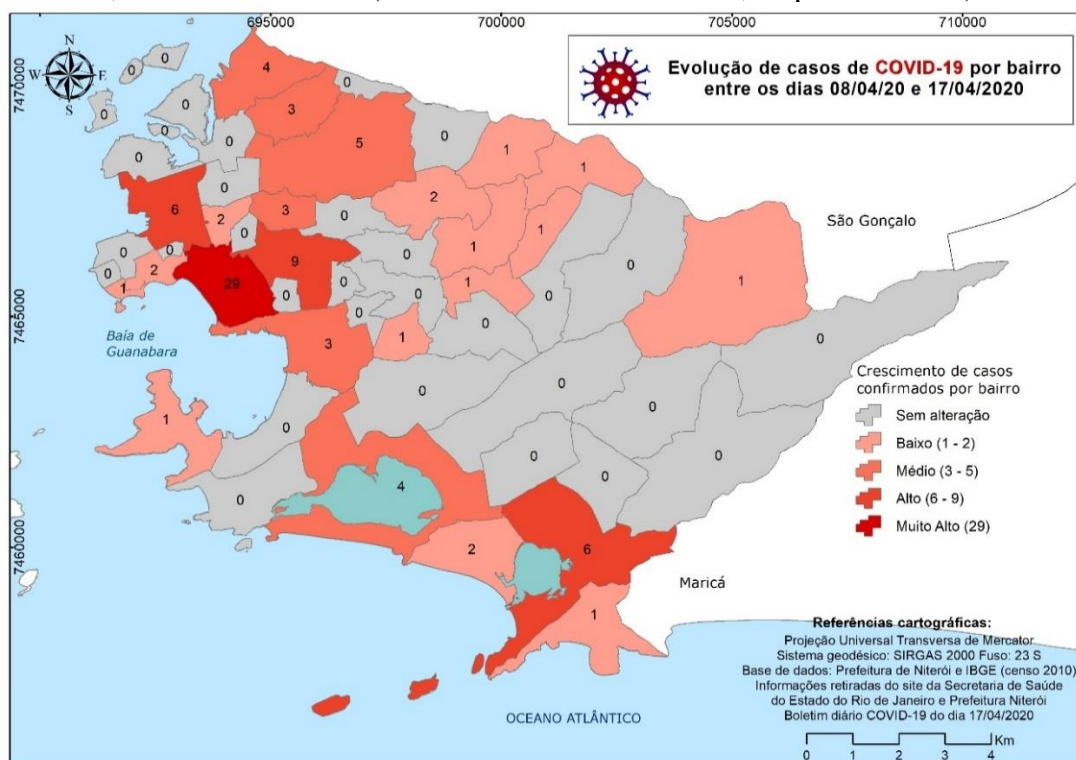 695000
700000
705000
710000
N
W
E
S
7470000
7465000
7460000
Evolução de casos de COVID-19 por bairro
entre os dias 08/04/20 e 17/04/2020
0
0
0
0
0
0
0
4
0
3
5
0
1
1
0
6
2
0
3
0
2
1
1
0
0
0
0
2
1
29
9
0
0
0
0
0
0
1
0
0
0
1
0
3
1
0
0
0
0
1
0
0
0
0
0
4
2
6
1
São Gonçalo
Baía de
Guanabara
Crescimento de casos
confirmados por bairro
Sem alteração
Baixo (1 - 2)
Médio (3 - 5)
Alto (6 - 9)
Muito Alto (29)
Maricá
OCEANO ATLÂNTICO
Referências cartográficas:
Projeção Universal Transversa de Mercator
Sistema geodésico: SIRGAS 2000 Fuso: 23 S
Base de dados: Prefeitura de Niterói e IBGE (censo 2010)
Informações retiradas do site da Secretaria de Saúde
do Estado do Rio de Janeiro e Prefeitura Niterói
Boletim diário COVID-19 do dia 17/04/2020
Km
0 1 2 3 4